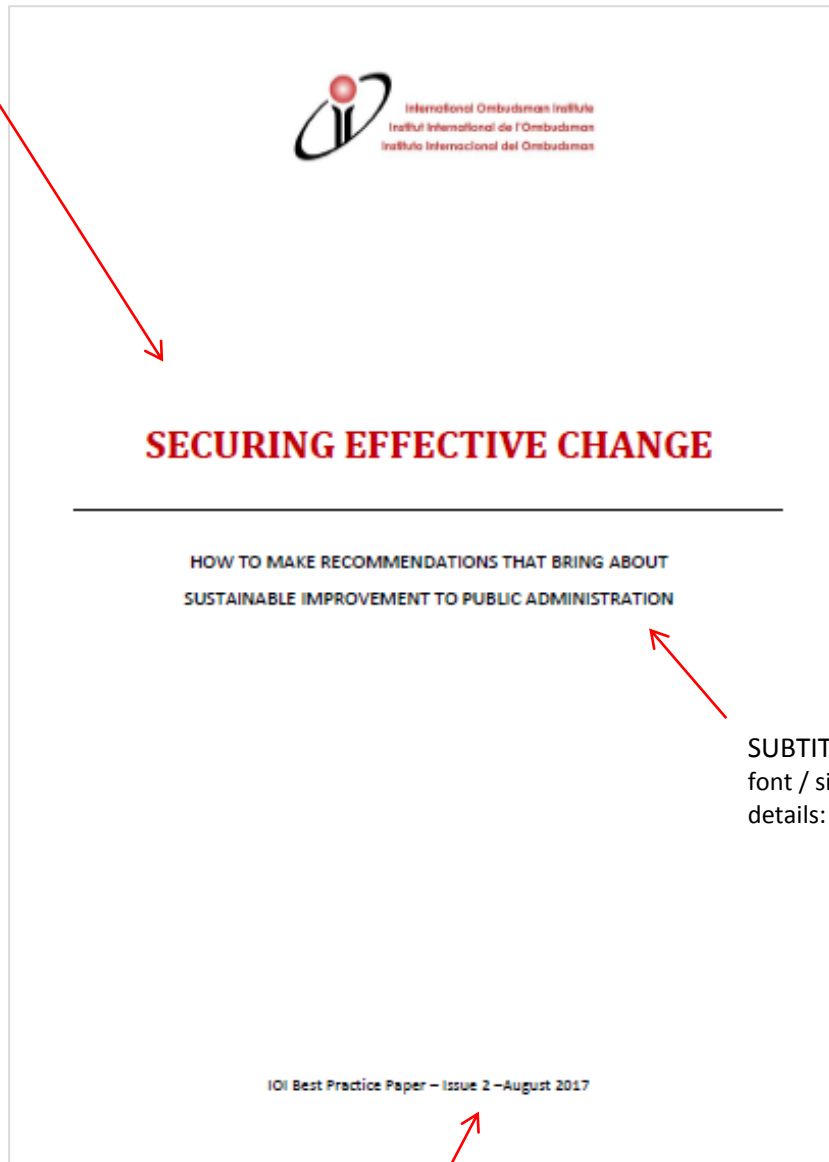 International Ombudsman Institute
Institut International de l'Ombudsman
Instituto Internacional del Ombudsman
SECURING EFFECTIVE CHANGE
HOW TO MAKE RECOMMENDATIONS THAT BRING ABOUT
SUSTAINABLE IMPROVEMENT TO PUBLIC ADMINISTRATION
SUBTIT
font / si
details:
IOI Best Practice Paper – Issue 2 –August 2017